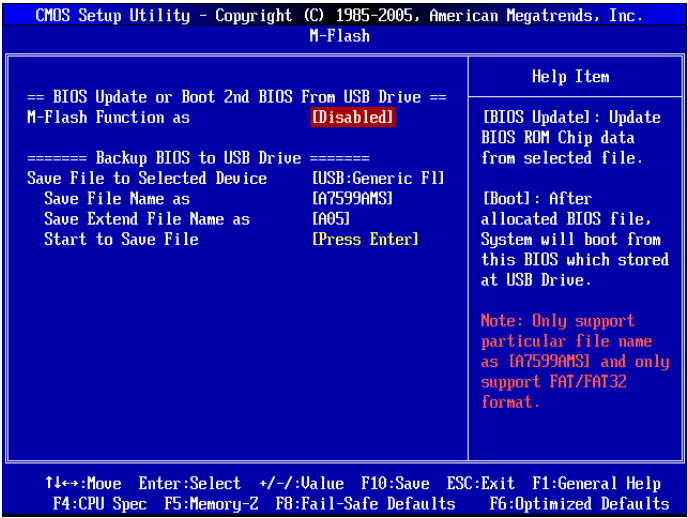 CMOS Setup Utility - Copyright (C) 1985-2005, American Megatrends, Inc.
M-Flash
== BIOS Update or Boot 2nd BIOS From USB Drive ==
M-Flash Function as [Disabled]
======= Backup BIOS to USB Drive =======
Save File to Selected Device [USB:Generic Fl]
Save File Name as [A7599AMS]
Save Extend File Name as [A05]
Start to Save File [Press Enter]
Help Item
[BIOS Update]: Update
BIOS ROM Chip data
from selected file.
[Boot]: After
allocated BIOS file,
System will boot from
this BIOS which stored
at USB Drive.
Note: Only support
particular file name
as [A7599AMS] and only
support FAT/FAT32
format.
↑↓←→:Move Enter:Select +/-/:Value F10:Save ESC:Exit F1:General Help
F4:CPU Spec F5:Memory-Z F8:Fail-Safe Defaults F6:Optimized Defaults